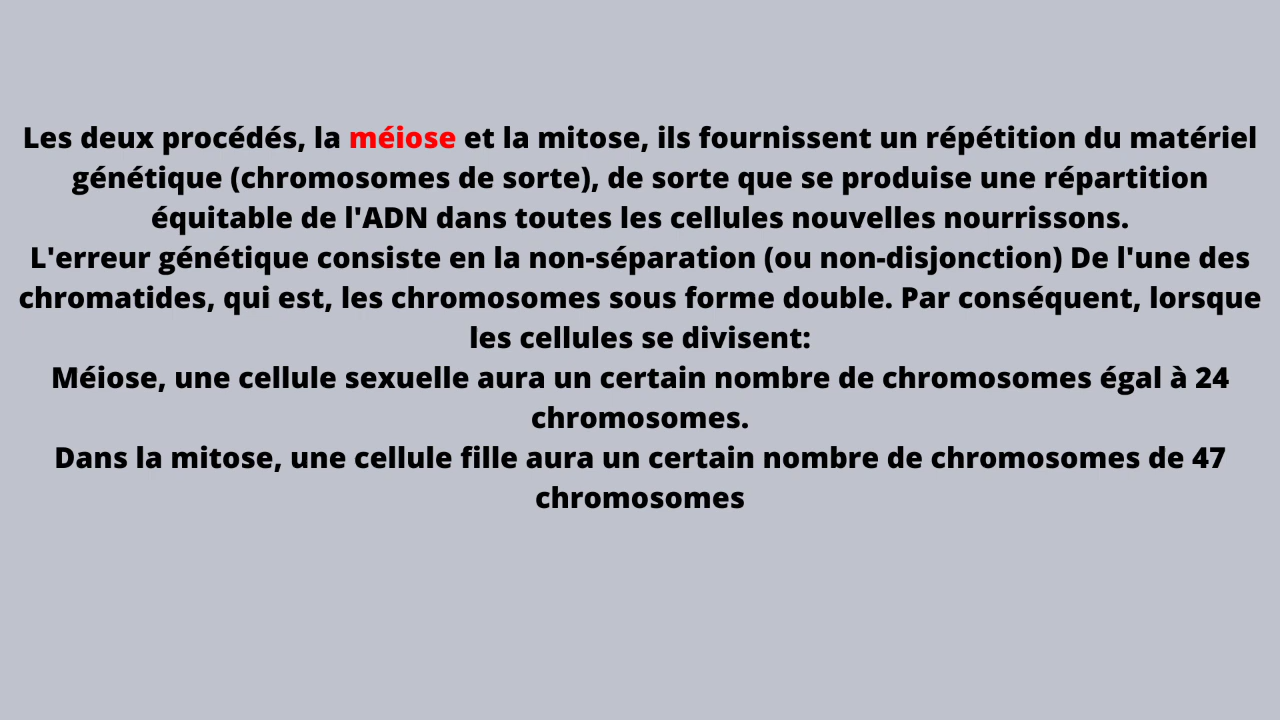 Les deux procédés, la méiose et la mitose, ils fournissent un répétition du matériel
génétique (chromosomes de sorte), de sorte que se produise une répartition
équitable de l'ADN dans toutes les cellules nouvelles nourrissons.
L'erreur génétique consiste en la non-séparation (ou non-disjonction) De l'une des
chromatides, qui est, les chromosomes sous forme double. Par conséquent, lorsque
les cellules se divisent:
Méiose, une cellule sexuelle aura un certain nombre de chromosomes égal à 24
chromosomes.
Dans la mitose, une cellule fille aura un certain nombre de chromosomes de 47
chromosomes